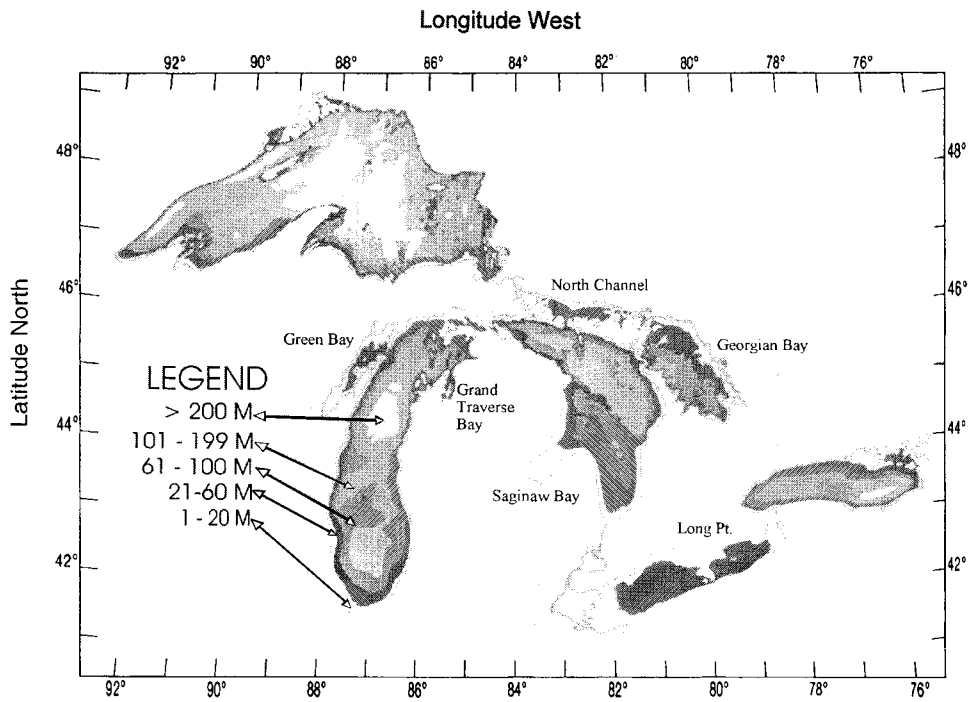 Longitude West
92° 90° 88° 86° 84° 82° 80° 78° 76°
48° 48°
46° 46°
44° 44°
42° 42°
Latitude North
North Channel
Green Bay
Georgian Bay
LEGEND
> 200 M
101 - 199 M
61 - 100 M
21-60 M
1 - 20 M
Grand
Traverse
Bay
Saginaw Bay
Long Pt.
92° 90° 88° 86° 84° 82° 80° 78° 76°